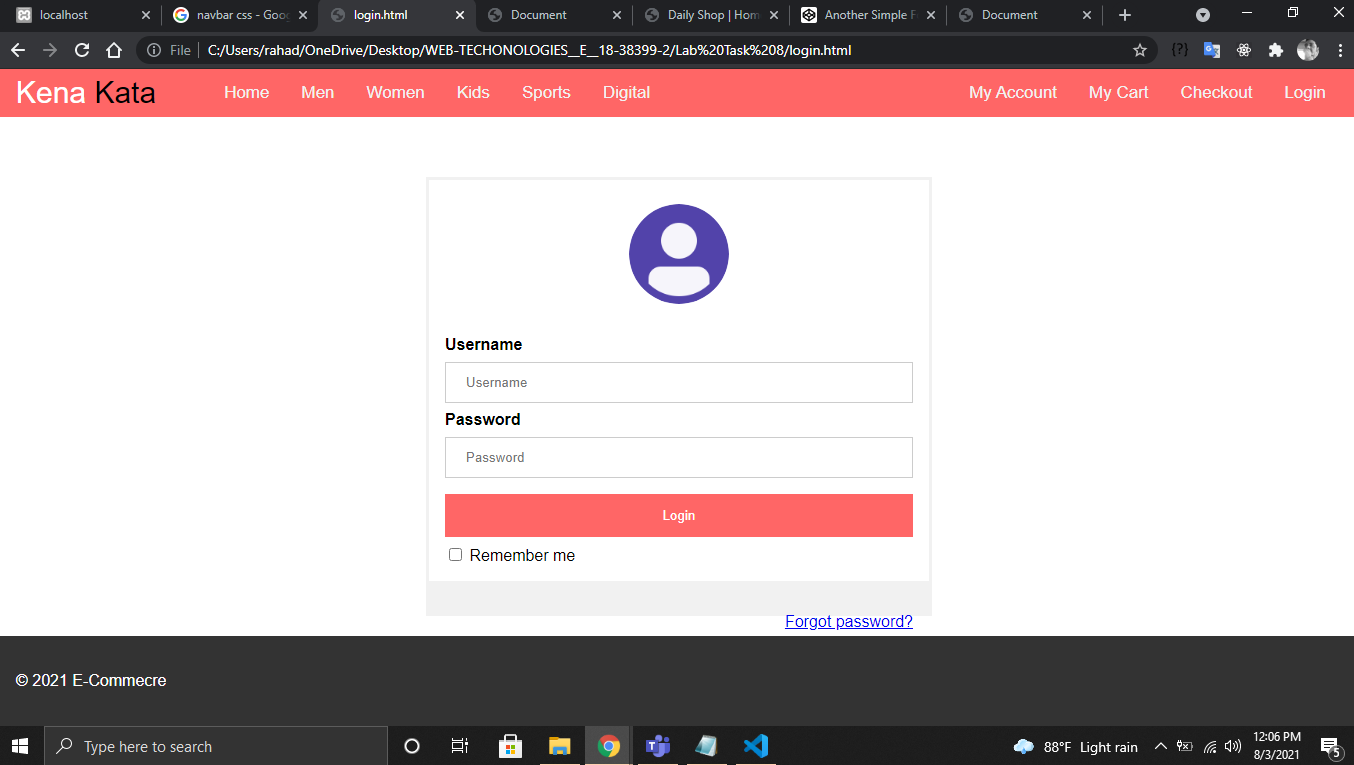 localhost
navbar css - Goog
login.html
Document
Daily Shop | Hom
Another Simple F
Document
File
C:/Users/rahad/OneDrive/Desktop/WEB-TECHONOLOGIES__E__18-38399-2/Lab%20Task%208/login.html
Kena Kata Home Men Women Kids Sports Digital My Account My Cart Checkout Login
Username
Username
Password
Password
Login
Remember me
Forgot password?
© 2021 E-Commecre
Type here to search
88°F Light rain
12:06 PM
8/3/2021
5